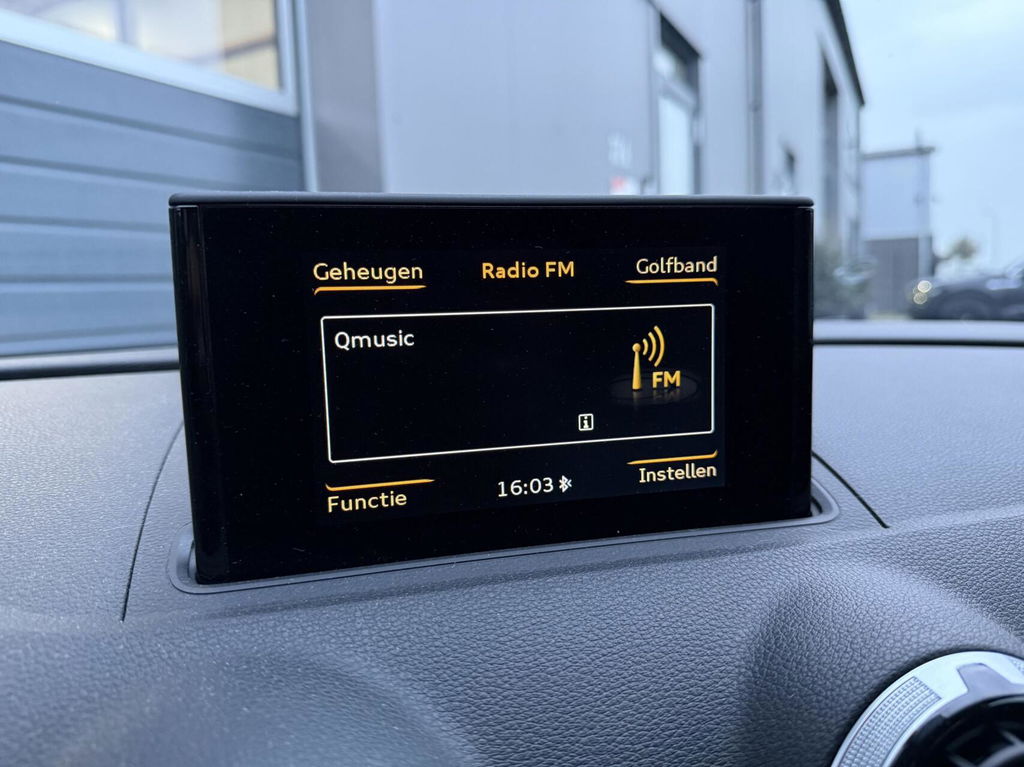 Geheugen Radio FM Golfband
Qmusic
FM
i
Functie 16:03 Instellen